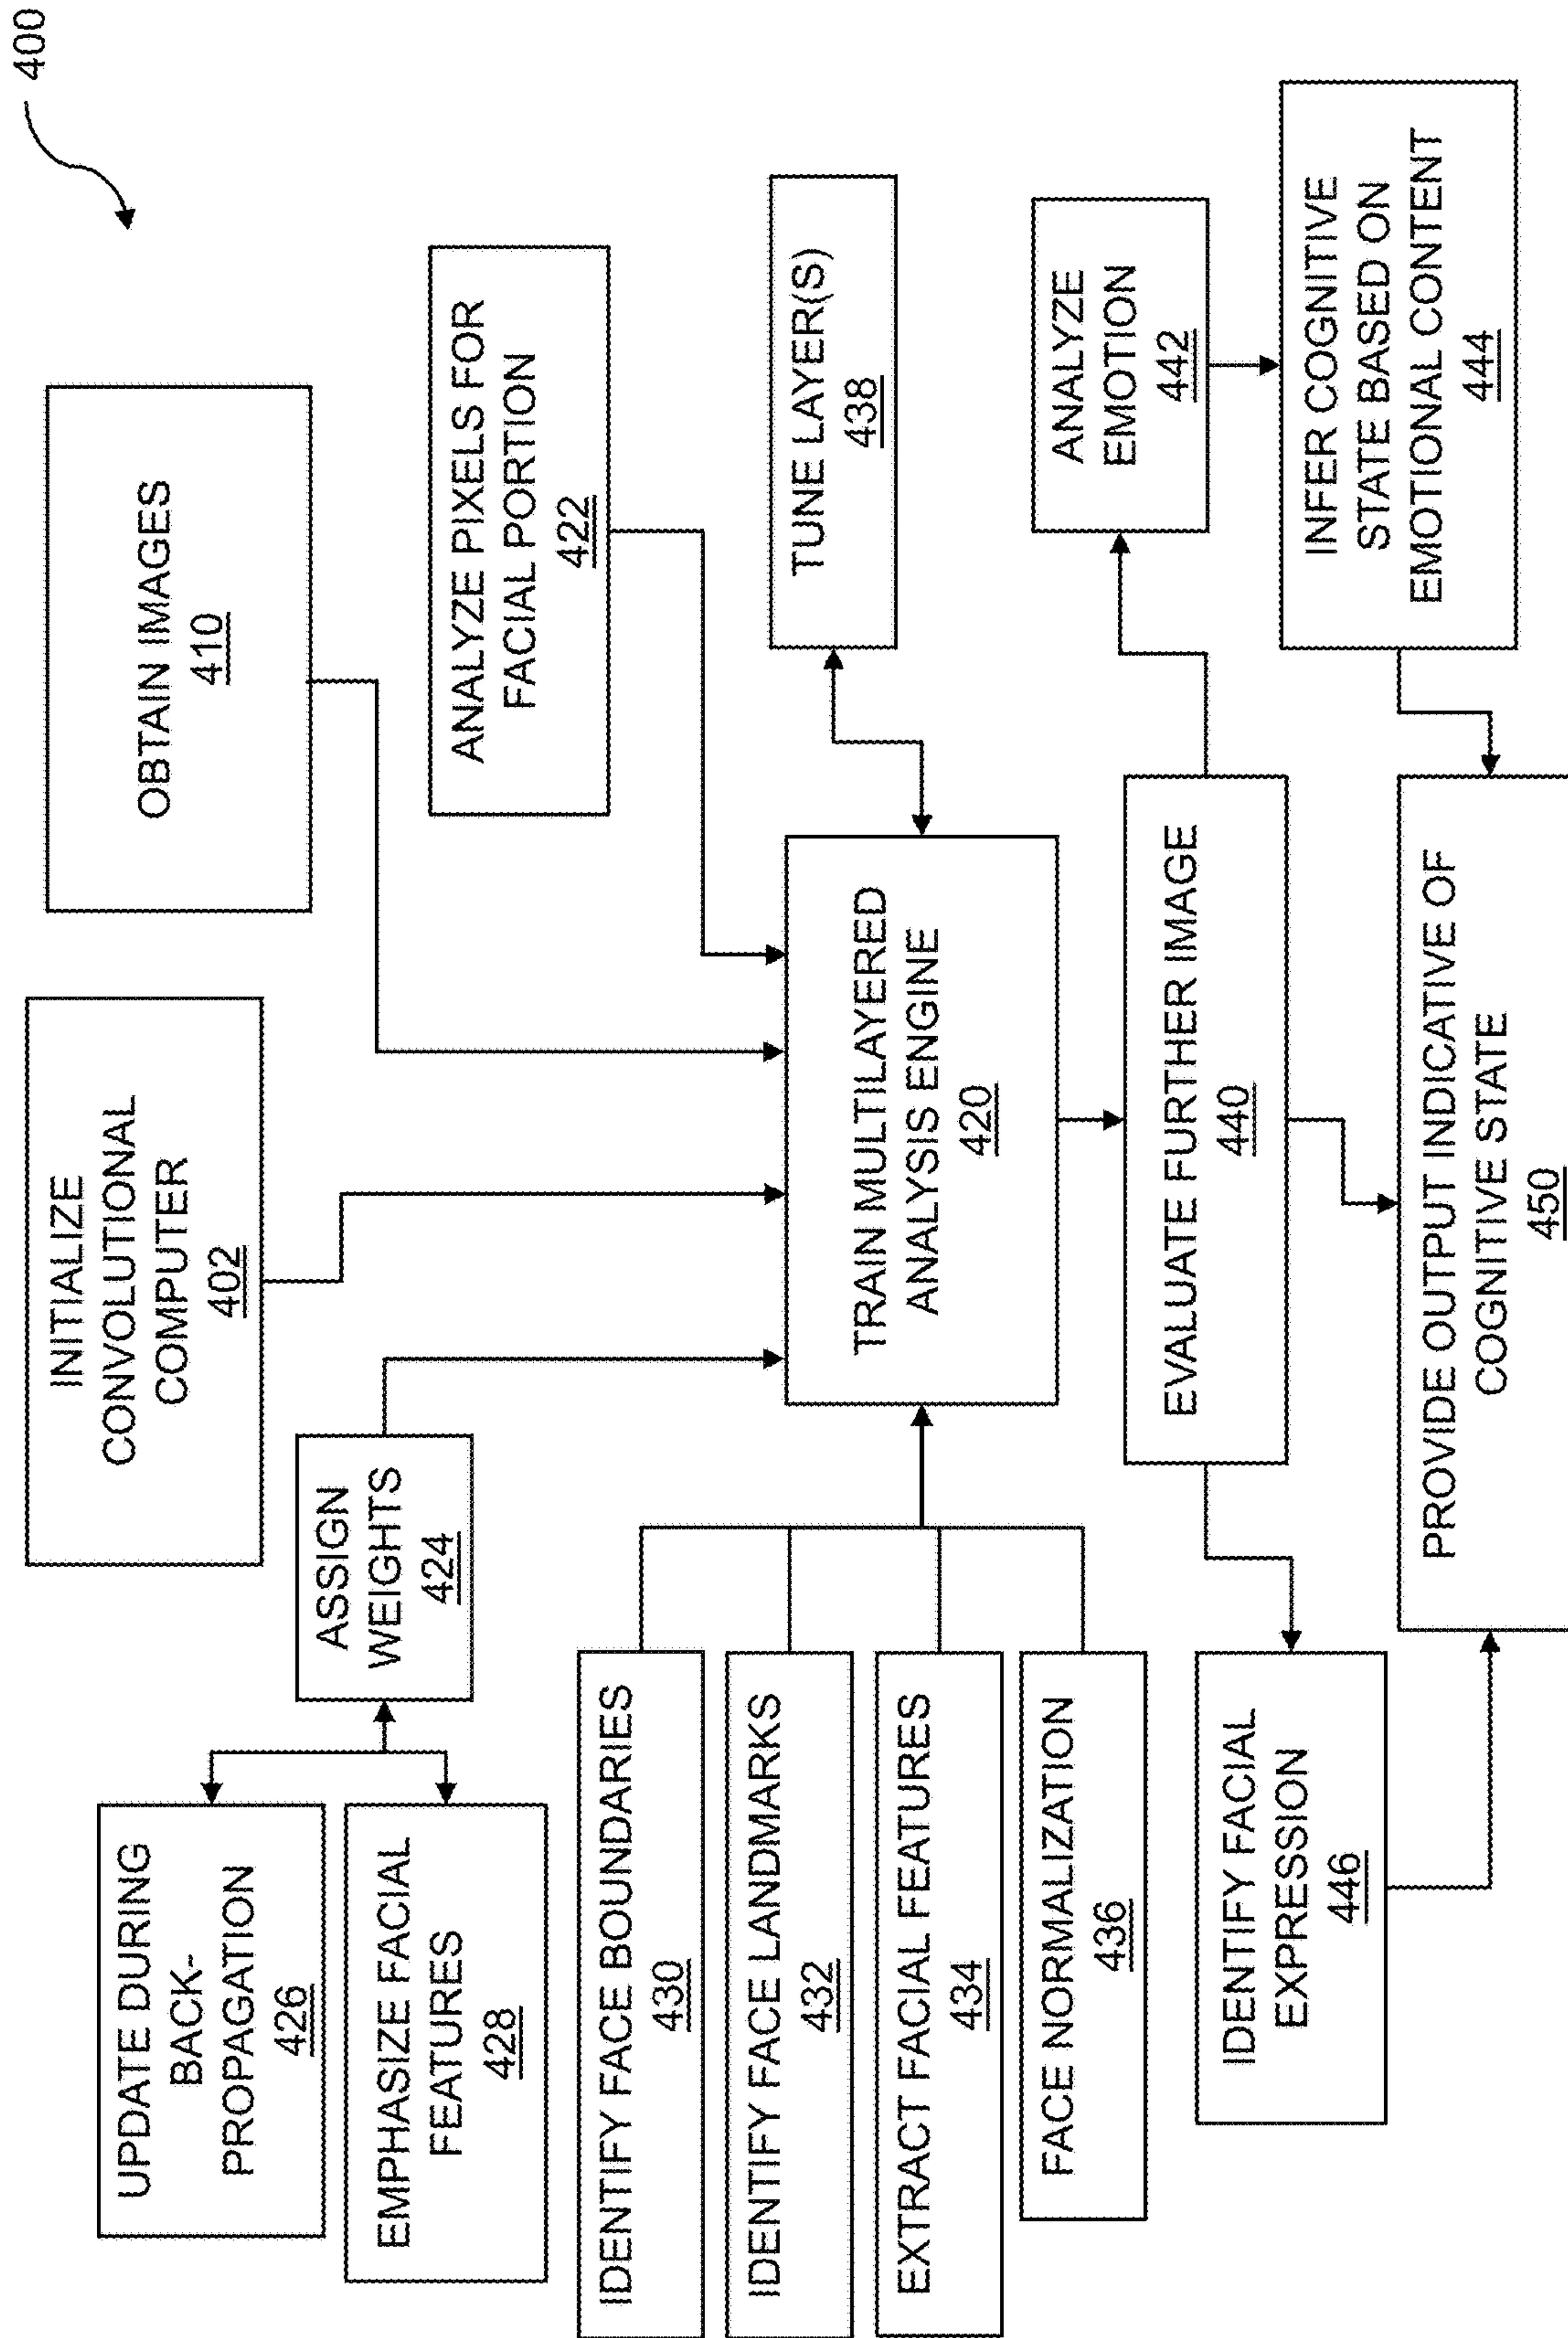 400
INITIALIZE
CONVOLUTIONAL
COMPUTER
402
OBTAIN IMAGES
410
UPDATE DURING
BACK-
PROPAGATION
426
EMPHASIZE FACIAL
FEATURES
428
ASSIGN
WEIGHTS
424
ANALYZE PIXELS FOR
FACIAL PORTION
422
IDENTIFY FACE BOUNDARIES
430
IDENTIFY FACE LANDMARKS
432
EXTRACT FACIAL FEATURES
434
FACE NORMALIZATION
436
TRAIN MULTILAYERED
ANALYSIS ENGINE
420
TUNE LAYER(S)
438
EVALUATE FURTHER IMAGE
440
ANALYZE
EMOTION
442
IDENTIFY FACIAL
EXPRESSION
446
INFER COGNITIVE
STATE BASED ON
EMOTIONAL CONTENT
444
PROVIDE OUTPUT INDICATIVE OF
COGNITIVE STATE
450